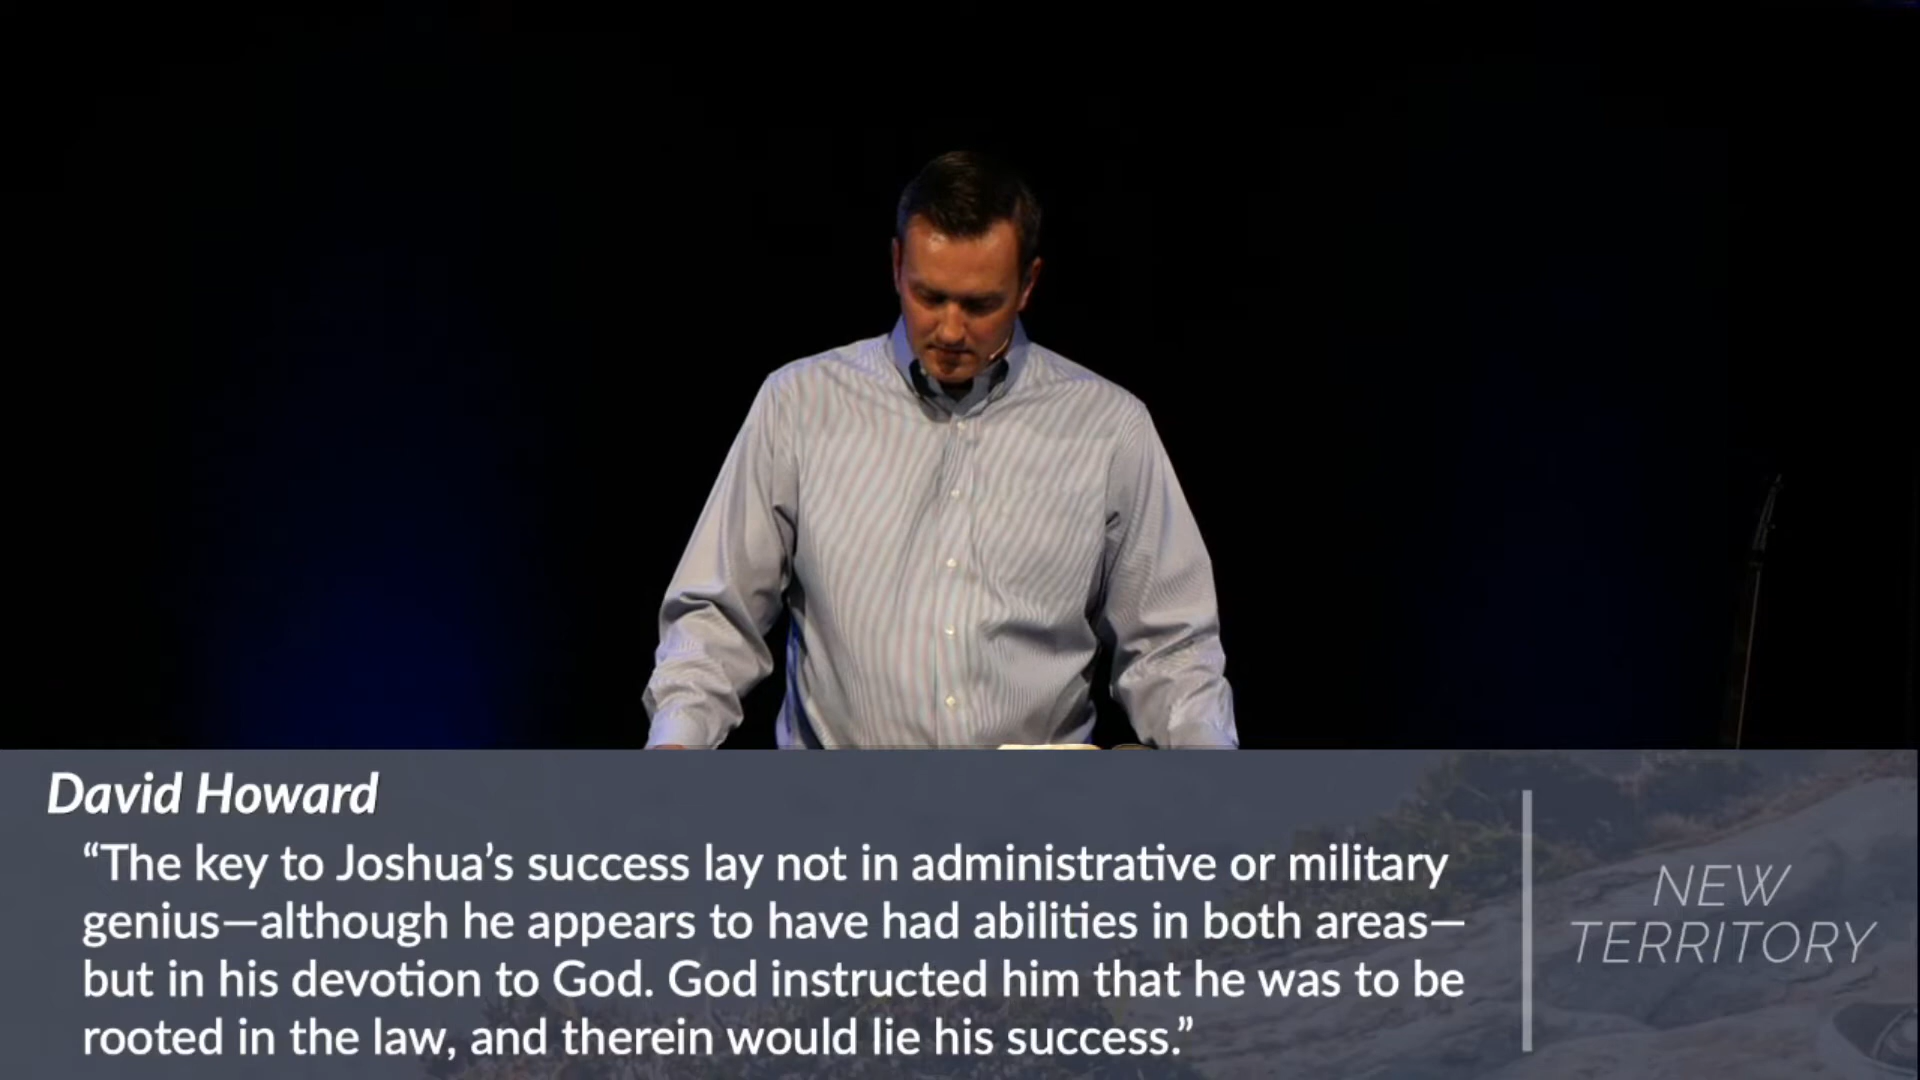 David Howard
“The key to Joshua’s success lay not in administrative or military
genius—although he appears to have had abilities in both areas—
but in his devotion to God. God instructed him that he was to be
rooted in the law, and therein would lie his success.”
NEW
TERRITORY